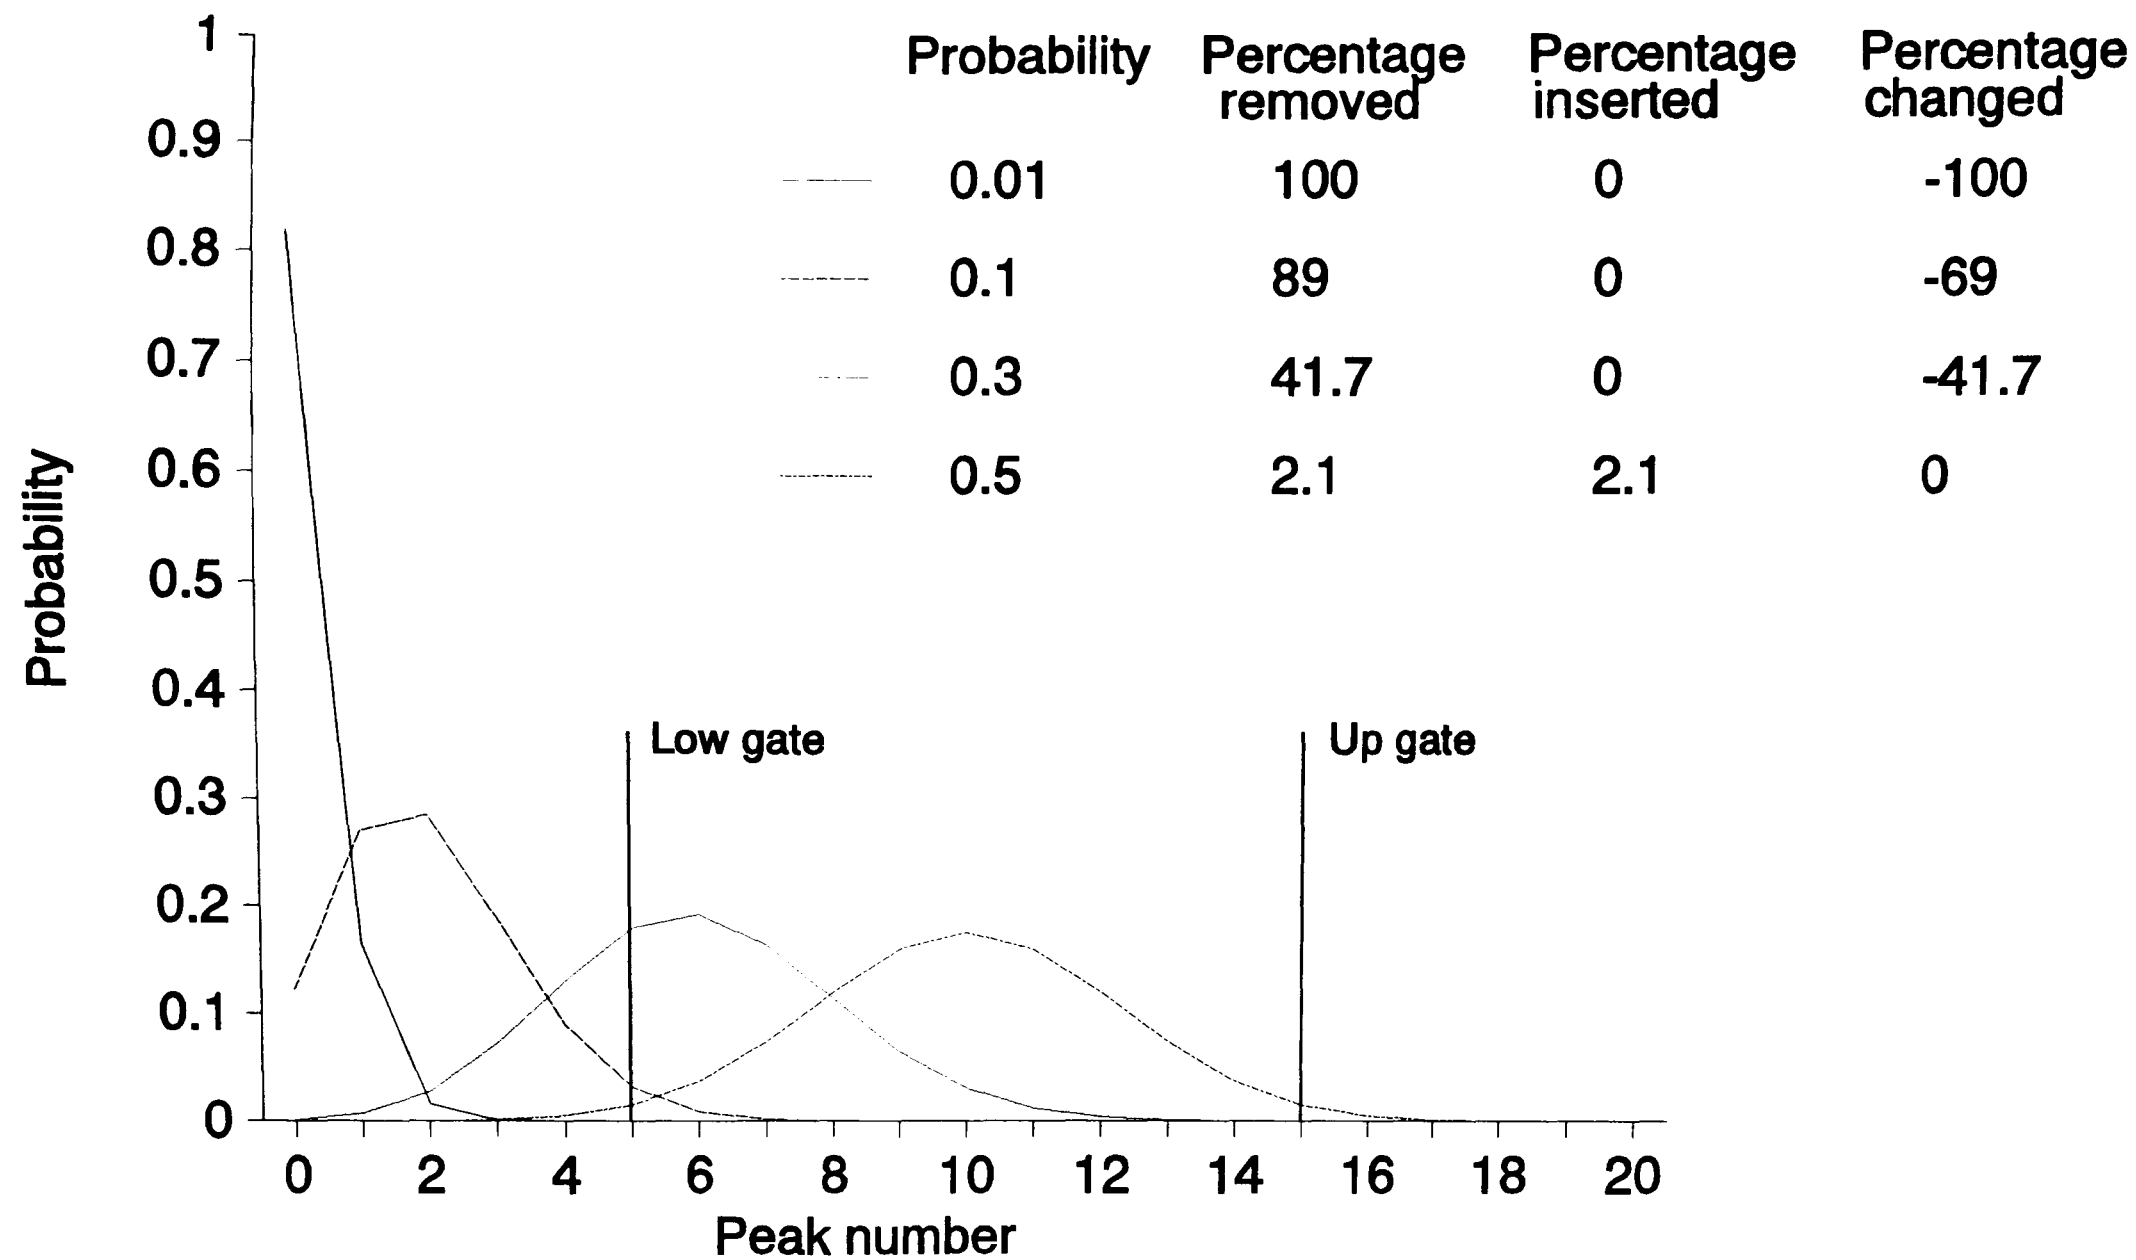 Probability Percentage Percentage Percentage
removed inserted changed
0.01 100 0 -100
0.1 89 0 -69
0.3 41.7 0 -41.7
0.5 2.1 2.1 0
1
0.9
0.8
0.7
0.6
0.5
0.4
0.3
0.2
0.1
0
Probability
Low gate
Up gate
0 2 4 6 8 10 12 14 16 18 20
Peak number